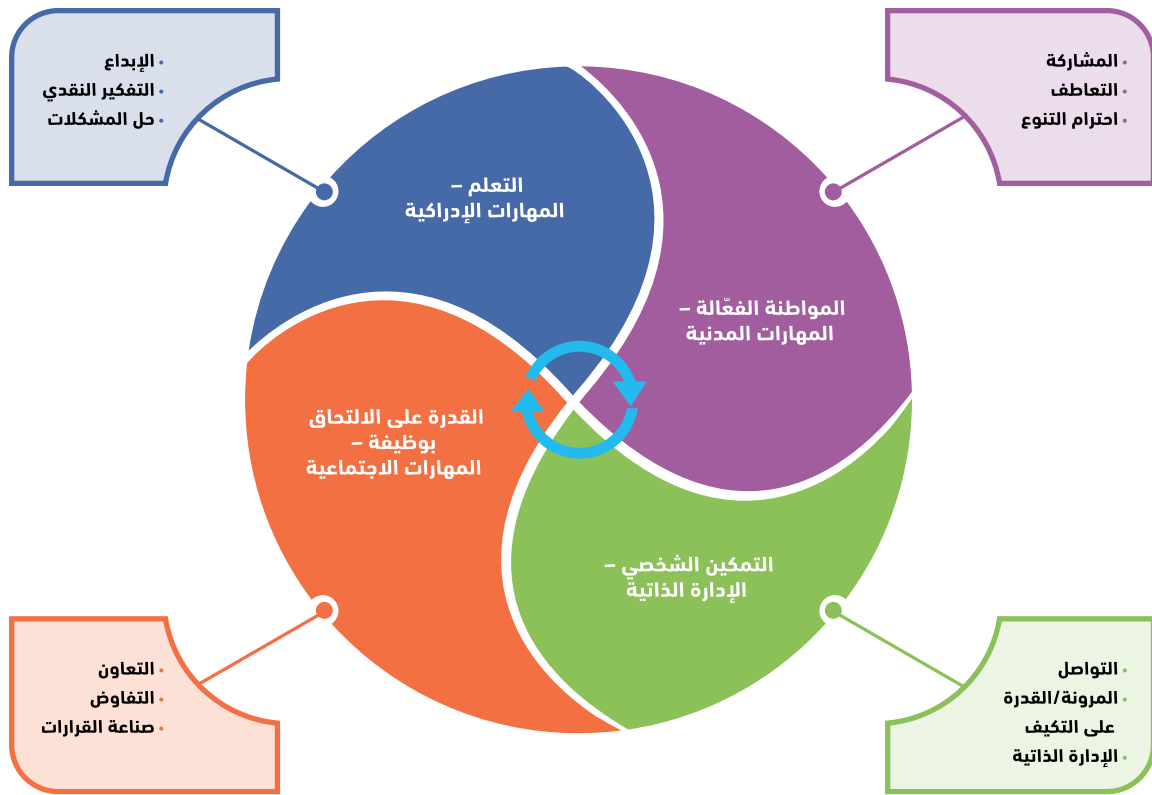 المشاركة
التعاطف
احترام التنوع
الإبداع
التفكير النقدي
حل المشكلات
التعلم –
المهارات الإدراكية
المواطنة الفعّالة –
المهارات المدنية
القدرة على الالتحاق
بوظيفة –
المهارات الاجتماعية
التمكين الشخصي –
الإدارة الذاتية
التواصل
المرونة/القدرة
على التكيف
الإدارة الذاتية
التعاون
التفاوض
صناعة القرارات